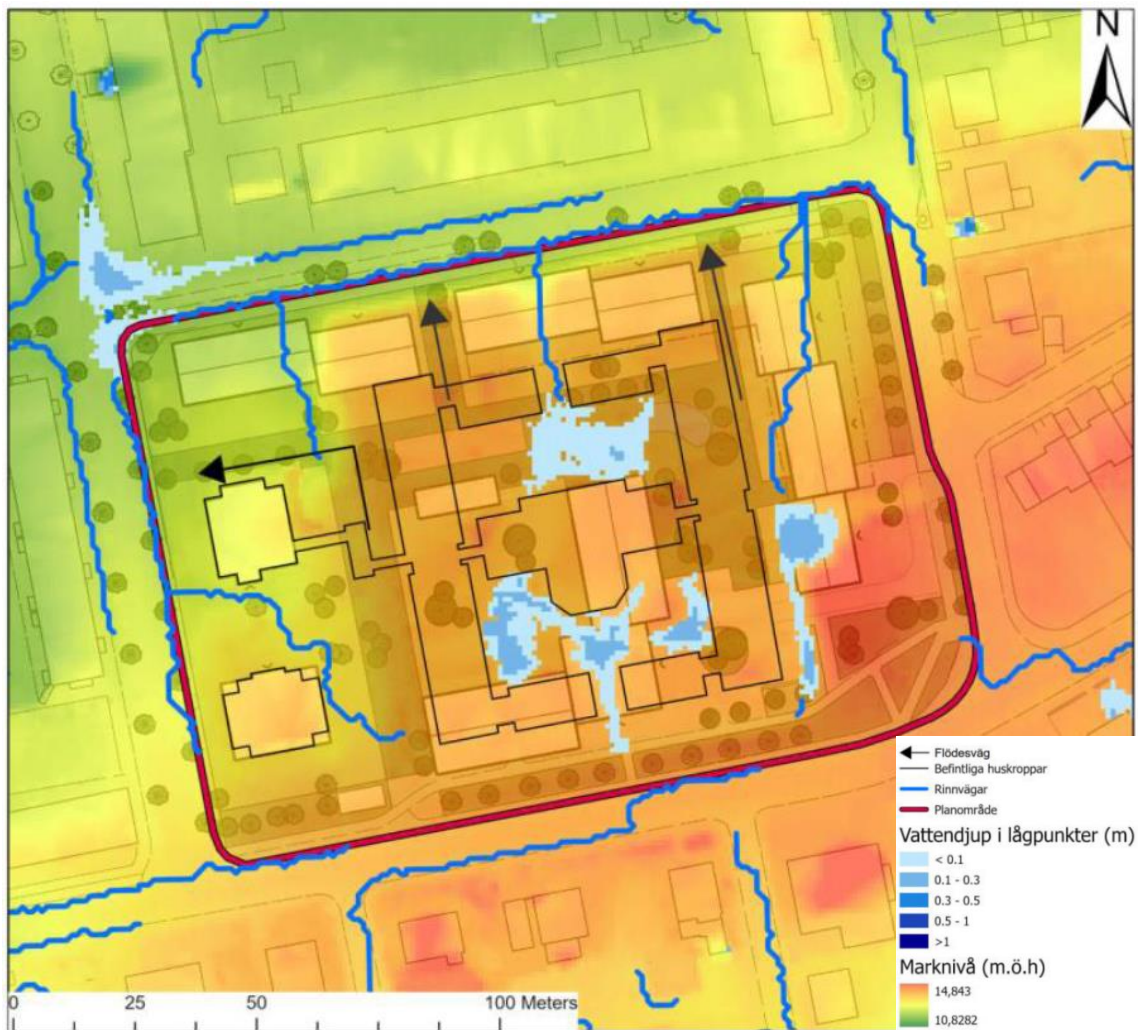 N
Flödesväg
Befintliga huskroppar
Rinnvägar
Planområde
Vattendjup i lågpunkter (m)
< 0.1
0.1 - 0.3
0.3 - 0.5
0.5 - 1
>1
Marknivå (m.ö.h)
14,843
10,8282
0 25 50 100 Meters